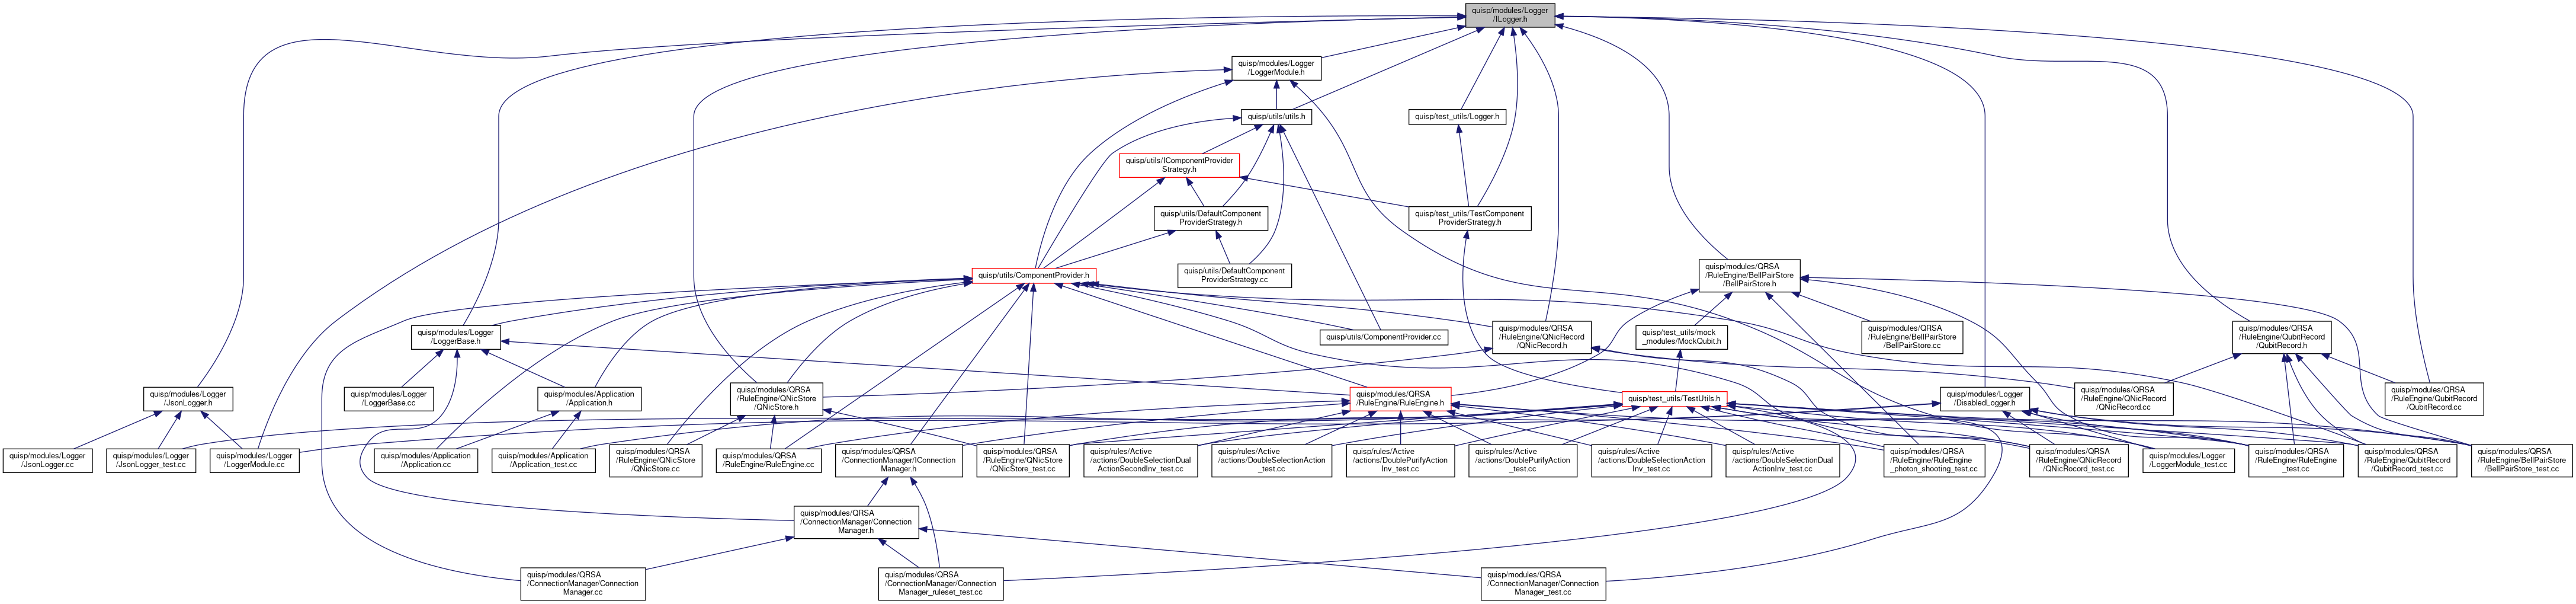 quisp/modules/Logger
/ILogger.h
quisp/modules/Logger
/LoggerModule.h
quisp/utils/utils.h
quisp/test_utils/Logger.h
quisp/utils/IComponentProvider
Strategy.h
quisp/utils/DefaultComponent
ProviderStrategy.h
quisp/test_utils/TestComponent
ProviderStrategy.h
quisp/utils/ComponentProvider.h
quisp/utils/DefaultComponent
ProviderStrategy.cc
quisp/modules/QRSA
/RuleEngine/BellPairStore
/BellPairStore.h
quisp/modules/Logger
/LoggerBase.h
quisp/utils/ComponentProvider.cc
quisp/modules/QRSA
/RuleEngine/QNicRecord
/QNicRecord.h
quisp/test_utils/mock
_modules/MockQubit.h
quisp/modules/QRSA
/RuleEngine/BellPairStore
/BellPairStore.cc
quisp/modules/QRSA
/RuleEngine/QubitRecord
/QubitRecord.h
quisp/modules/Logger
/JsonLogger.h
quisp/modules/Logger
/LoggerBase.cc
quisp/modules/Application
/Application.h
quisp/modules/QRSA
/RuleEngine/QNicStore
/QNicStore.h
quisp/modules/QRSA
/RuleEngine/RuleEngine.h
quisp/test_utils/TestUtils.h
quisp/modules/Logger
/DisabledLogger.h
quisp/modules/QRSA
/RuleEngine/QNicRecord
/QNicRecord.cc
quisp/modules/QRSA
/RuleEngine/QubitRecord
/QubitRecord.cc
quisp/modules/Logger
/JsonLogger.cc
quisp/modules/Logger
/JsonLogger_test.cc
quisp/modules/Logger
/LoggerModule.cc
quisp/modules/Application
/Application.cc
quisp/modules/Application
/Application_test.cc
quisp/modules/QRSA
/RuleEngine/QNicStore
/QNicStore.cc
quisp/modules/QRSA
/RuleEngine/RuleEngine.cc
quisp/modules/QRSA
/ConnectionManager/IConnection
Manager.h
quisp/modules/QRSA
/RuleEngine/QNicStore
/QNicStore_test.cc
quisp/rules/Active
/actions/DoubleSelectionDual
ActionSecondInv_test.cc
quisp/rules/Active
/actions/DoubleSelectionAction
_test.cc
quisp/rules/Active
/actions/DoublePurifyAction
Inv_test.cc
quisp/rules/Active
/actions/DoublePurifyAction
_test.cc
quisp/rules/Active
/actions/DoubleSelectionAction
Inv_test.cc
quisp/rules/Active
/actions/DoubleSelectionDual
ActionInv_test.cc
quisp/modules/QRSA
/RuleEngine/RuleEngine
_photon_shooting_test.cc
quisp/modules/QRSA
/RuleEngine/QNicRecord
/QNicRecord_test.cc
quisp/modules/Logger
/LoggerModule_test.cc
quisp/modules/QRSA
/RuleEngine/RuleEngine
_test.cc
quisp/modules/QRSA
/RuleEngine/QubitRecord
/QubitRecord_test.cc
quisp/modules/QRSA
/RuleEngine/BellPairStore
/BellPairStore_test.cc
quisp/modules/QRSA
/ConnectionManager/Connection
Manager.h
quisp/modules/QRSA
/ConnectionManager/Connection
Manager.cc
quisp/modules/QRSA
/ConnectionManager/Connection
Manager_ruleset_test.cc
quisp/modules/QRSA
/ConnectionManager/Connection
Manager_test.cc